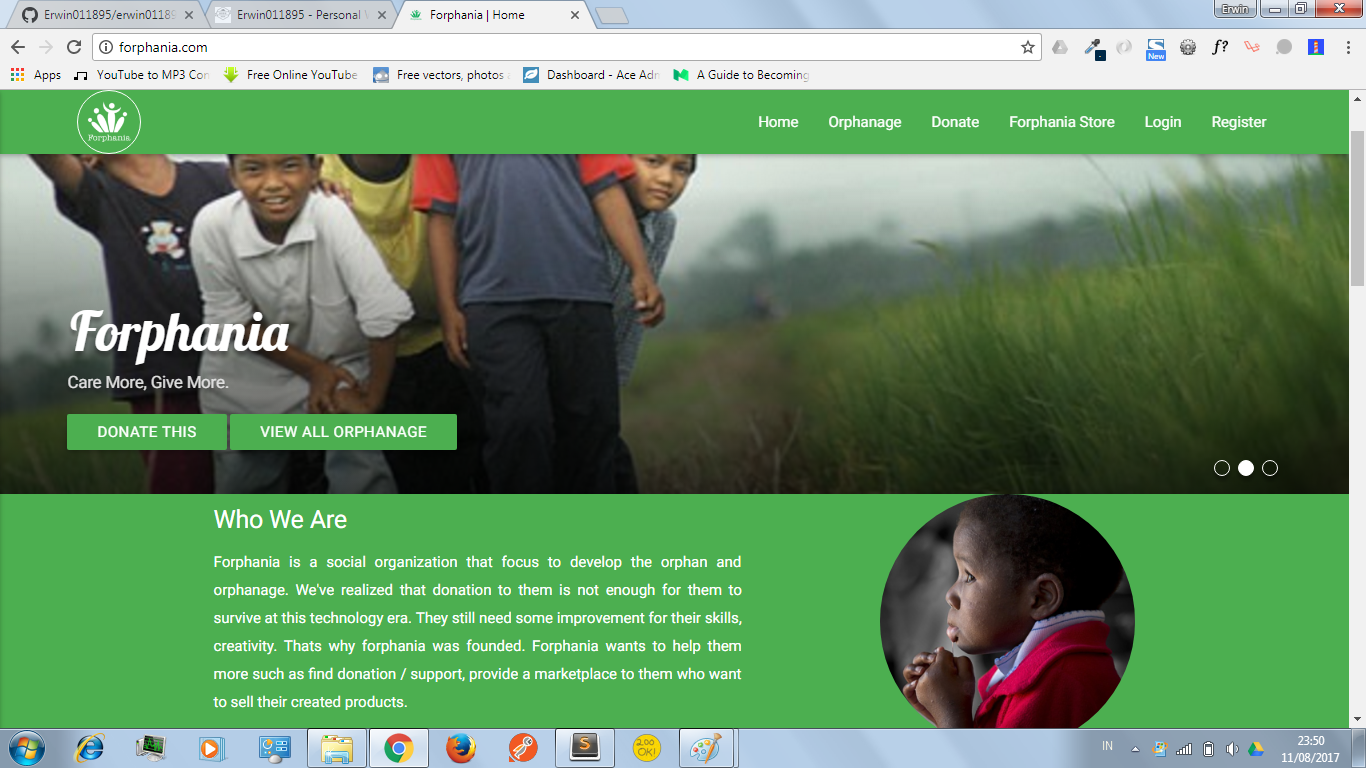 Erwin011895/erwin01189
Erwin011895 - Personal W
Forphania | Home
Erwin
forphania.com
f?
New
Apps
YouTube to MP3 Con
Free Online YouTube
Free vectors, photos
Dashboard - Ace Adm
A Guide to Becoming
Forphania
Home
Orphanage
Donate
Forphania Store
Login
Register
Forphania
Care More, Give More.
DONATE THIS
VIEW ALL ORPHANAGE
Who We Are
Forphania is a social organization that focus to develop the orphan and
orphanage. We've realized that donation to them is not enough for them to
survive at this technology era. They still need some improvement for their skills,
creativity. Thats why forphania was founded. Forphania wants to help them
more such as find donation / support, provide a marketplace to them who want
to sell their created products.
200
OK!
IN
23:50
11/08/2017